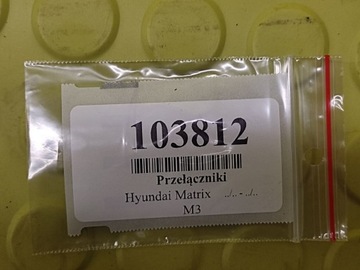 103812
Przełączniki
Hyundai Matrix ../.. - ../..
M3